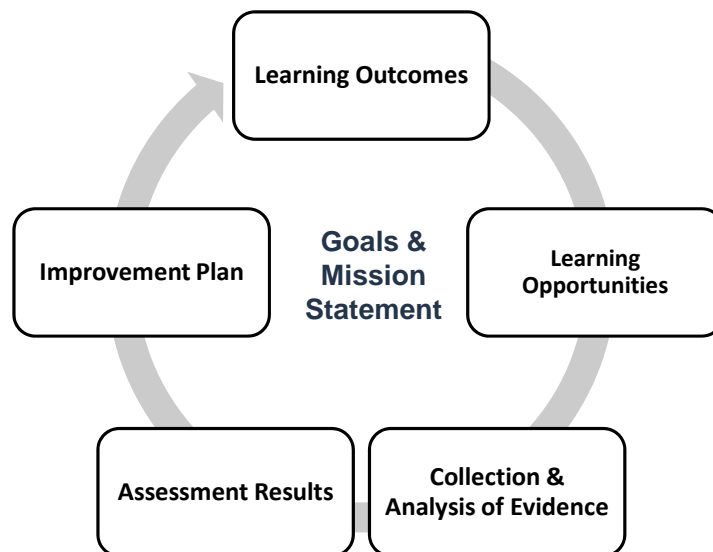 Learning Outcomes
Learning
Opportunities
Collection &
Analysis of Evidence
Assessment Results
Improvement Plan
Goals &
Mission
Statement